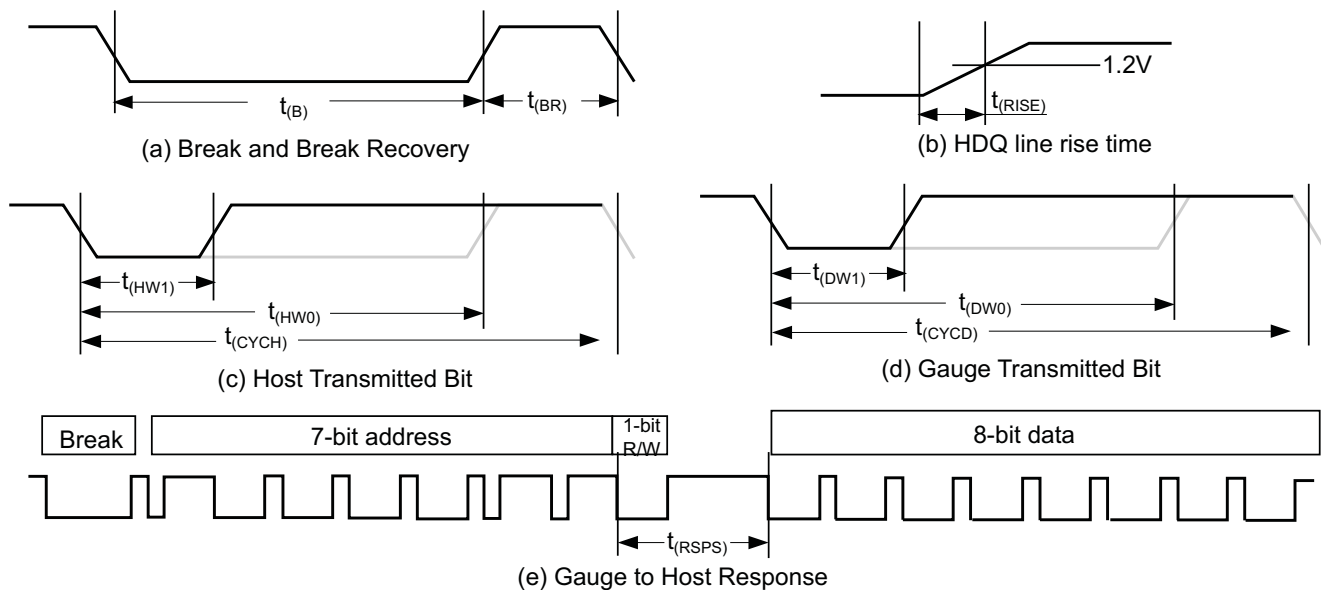 t(B)
t(BR)
(a) Break and Break Recovery
1.2V
t(RISE)
(b) HDQ line rise time
t(HW1)
t(HW0)
t(CYCH)
(c) Host Transmitted Bit
t(DW1)
t(DW0)
t(CYCD)
(d) Gauge Transmitted Bit
Break
7-bit address
1-bit
R/W
8-bit data
t(RSPS)
(e) Gauge to Host Response